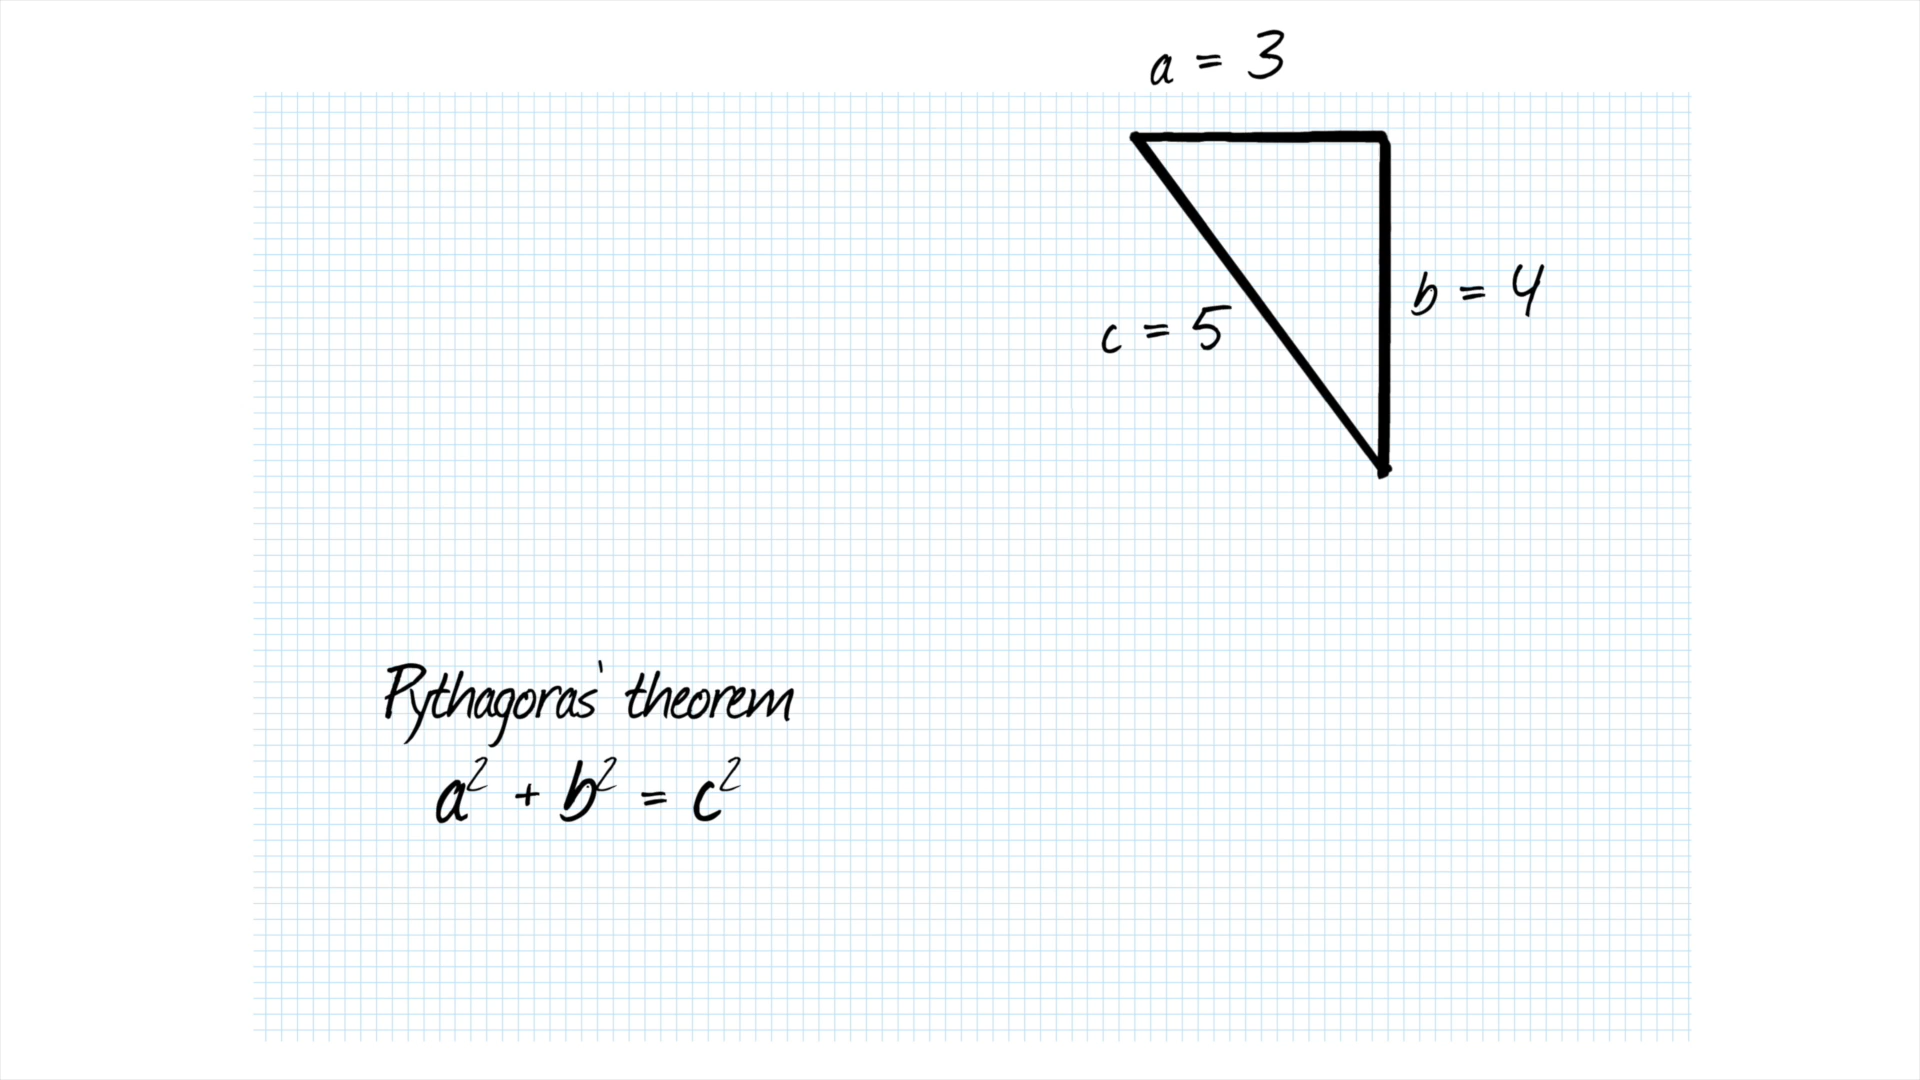 a = 3
b = 4
c = 5
Pythagoras' theorem
a² + b² = c²